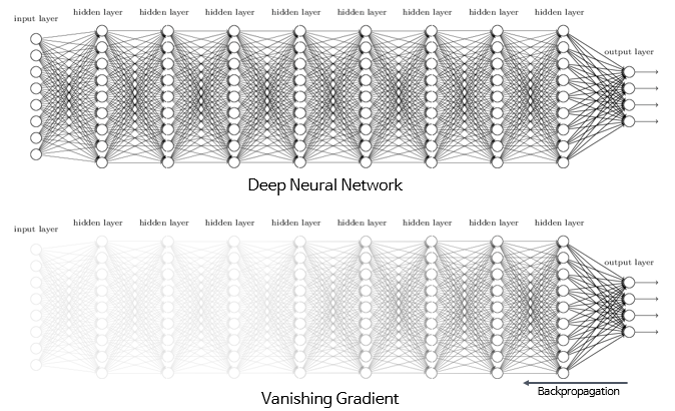 input layer
hidden layer hidden layer hidden layer hidden layer hidden layer hidden layer hidden layer hidden layer
output layer
Deep Neural Network
input layer
hidden layer hidden layer hidden layer hidden layer hidden layer hidden layer hidden layer hidden layer
output layer
Backpropagation
Vanishing Gradient